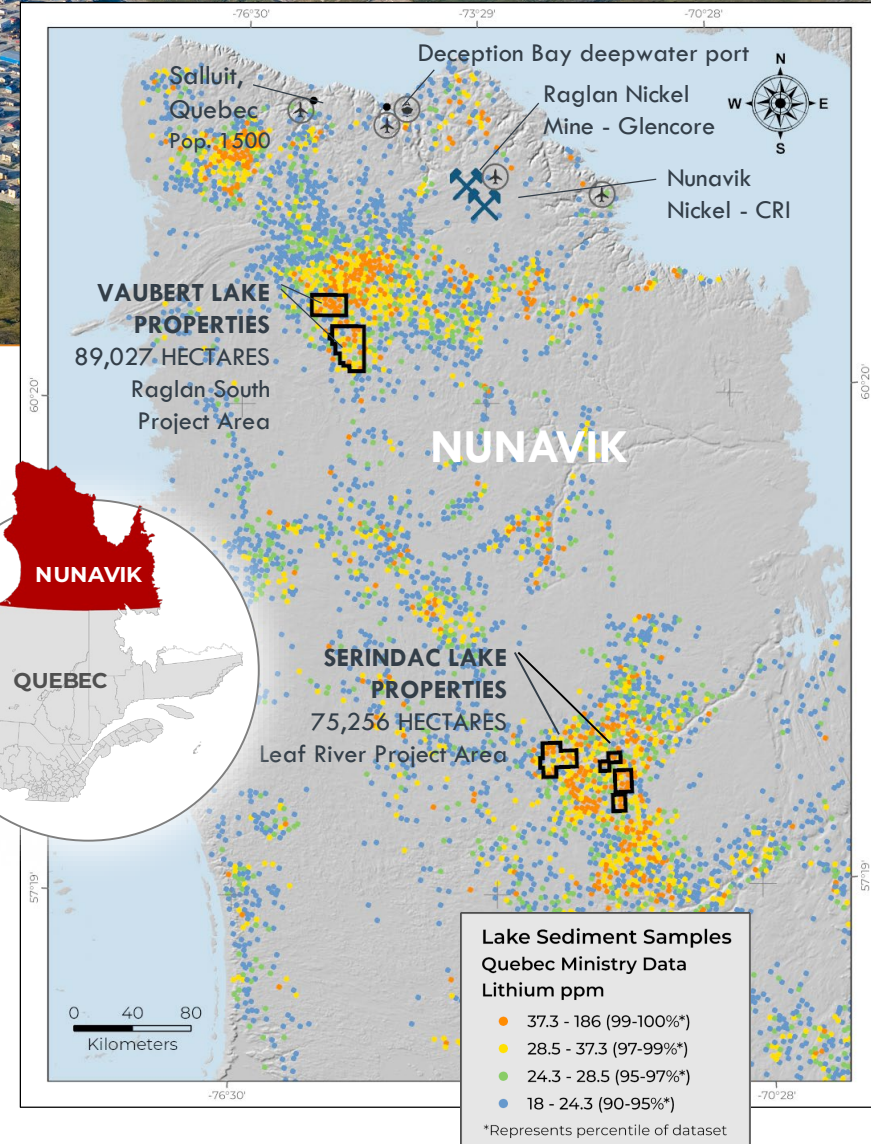 -76°30'
-73°29'
-70°28'
Deception Bay deepwater port
Salluit,
Quebec
Pop. 1500
Raglan Nickel
Mine - Glencore
N
W
E
S
Nunavik
Nickel - CRI
VAUBERT LAKE
PROPERTIES
89,027 HECTARES
Raglan South
Project Area
60°20'
60°20'
NUNAVIK
NUNAVIK
QUEBEC
SERINDAC LAKE
PROPERTIES
75,256 HECTARES
Leaf River Project Area
57°19'
57°19'
Lake Sediment Samples
Quebec Ministry Data
Lithium ppm
37.3 - 186 (99-100%*)
28.5 - 37.3 (97-99%*)
24.3 - 28.5 (95-97%*)
18 - 24.3 (90-95%*)
*Represents percentile of dataset
0 40 80
Kilometers
-76°30'
-70°28'